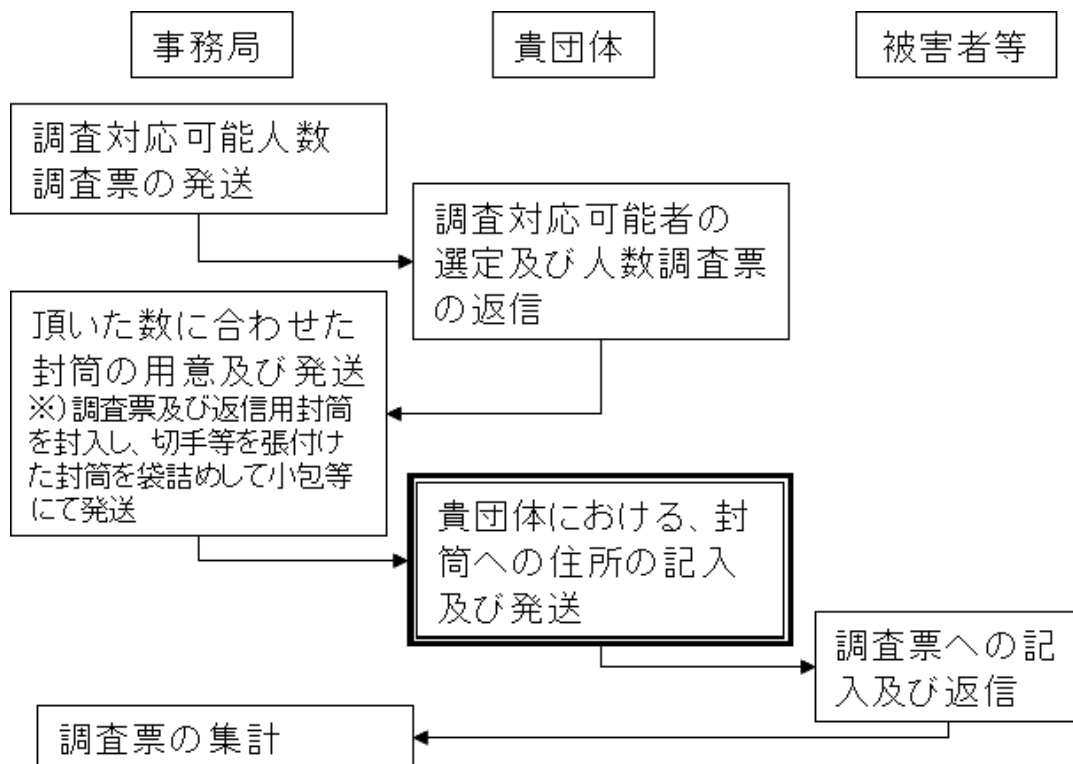 事務局
貴団体
被害者等
調査対応可能人数
調査票の発送
調査対応可能者の
選定及び人数調査票
の返信
頂いた数に合わせた
封筒の用意及び発送
※)調査票及び返信用封筒
を封入し、切手等を張付け
た封筒を袋詰めして小包等
にて発送
貴団体における、封
筒への住所の記入
及び発送
調査票への記
入及び返信
調査票の集計